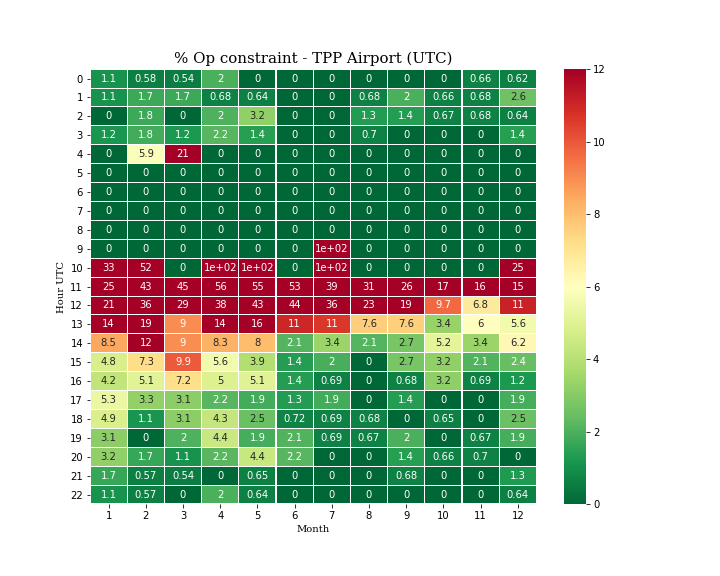 % Op constraint - TPP Airport (UTC)
0 1.1 0.58 0.54 2 0 0 0 0 0 0 0.66 0.62
1 1.1 1.7 1.7 0.68 0.64 0 0 0.68 2 0.66 0.68 2.6
2 0 1.8 0 2 3.2 0 0 1.3 1.4 0.67 0.68 0.64
3 1.2 1.8 1.2 2.2 1.4 0 0 0.7 0 0 0 1.4
4 0 5.9 21 0 0 0 0 0 0 0 0 0
5 0 0 0 0 0 0 0 0 0 0 0 0
6 0 0 0 0 0 0 0 0 0 0 0 0
7 0 0 0 0 0 0 0 0 0 0 0 0
8 0 0 0 0 0 0 0 0 0 0 0 0
9 0 0 0 0 0 0 1e+02 0 0 0 0 0
10 33 52 0 1e+02 1e+02 0 1e+02 0 0 0 0 25
11 25 43 45 56 55 53 39 31 26 17 16 15
12 21 36 29 38 43 44 36 23 19 9.7 6.8 11
13 14 19 9 14 16 11 11 7.6 7.6 3.4 6 5.6
14 8.5 12 9 8.3 8 2.1 3.4 2.1 2.7 5.2 3.4 6.2
15 4.8 7.3 9.9 5.6 3.9 1.4 2 0 2.7 3.2 2.1 2.4
16 4.2 5.1 7.2 5 5.1 1.4 0.69 0 0.68 3.2 0.69 1.2
17 5.3 3.3 3.1 2.2 1.9 1.3 1.9 0 1.4 0 0 1.9
18 4.9 1.1 3.1 4.3 2.5 0.72 0.69 0.68 0 0.65 0 2.5
19 3.1 0 2 4.4 1.9 2.1 0.69 0.67 2 0 0.67 1.9
20 3.2 1.7 1.1 2.2 4.4 2.2 0 0 1.4 0.66 0.7 0
21 1.7 0.57 0.54 0 0.65 0 0 0 0.68 0 0 1.3
22 1.1 0.57 0 2 0.64 0 0 0 0 0 0 0.64
1 2 3 4 5 6 7 8 9 10 11 12
Month
Hour UTC
12
10
8
6
4
2
0